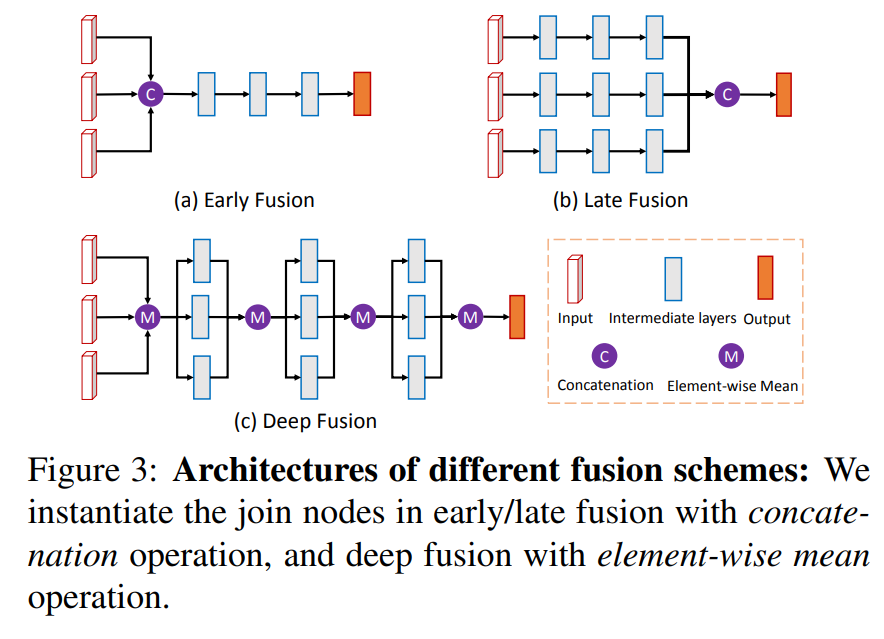 C
(a) Early Fusion
C
(b) Late Fusion
M M M M
(c) Deep Fusion
Input Intermediate layers Output
C M
Concatenation Element-wise Mean
Figure 3: Architectures of different fusion schemes: We
instantiate the join nodes in early/late fusion with concate-
nation operation, and deep fusion with element-wise mean
operation.